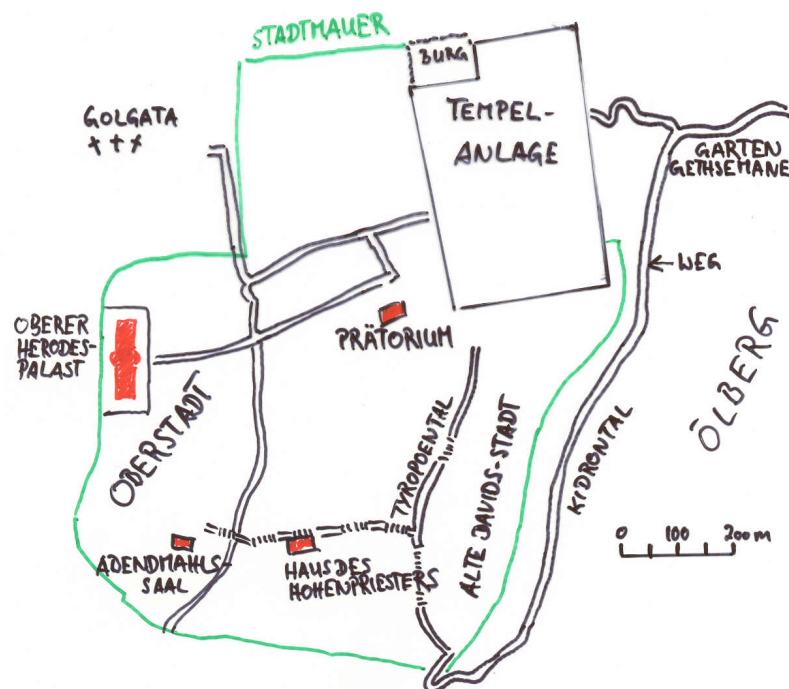 STADTMAUER
BURG
TEMPEL-
ANLAGE
GOLGATA
GARTEN
GETHSEMANE
WEG
OBERER
HERODES-
PALAST
PRÄTORIUM
OBERSTADT
TYROPOENTAL
ALTE DAVIDS-STADT
KIDRONTAL
ÖLBERG
0 100 200m
ABENDMAHLS-
SAAL
HAUS DES
HOHENPRIESTERS